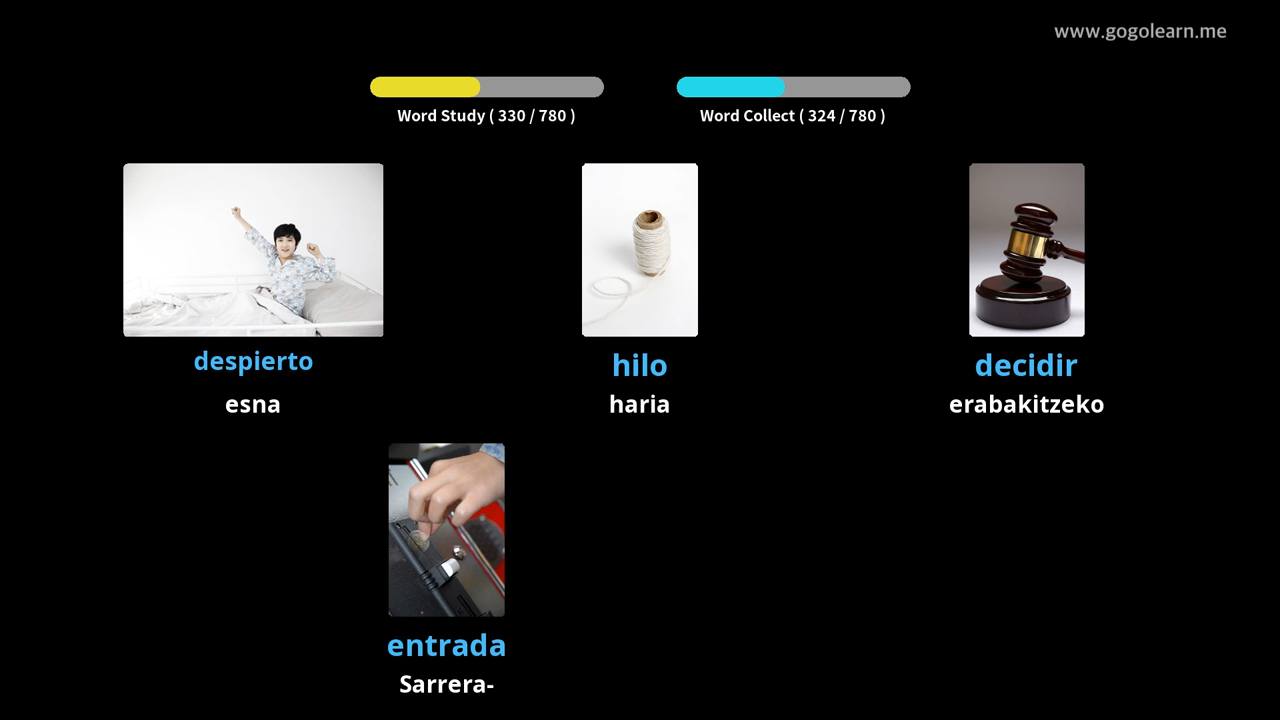 www.gogolearn.me
Word Study ( 330 / 780 )
Word Collect ( 324 / 780 )
despierto
hilo
decidir
esna
haria
erabakitzeko
entrada
Sarrera-